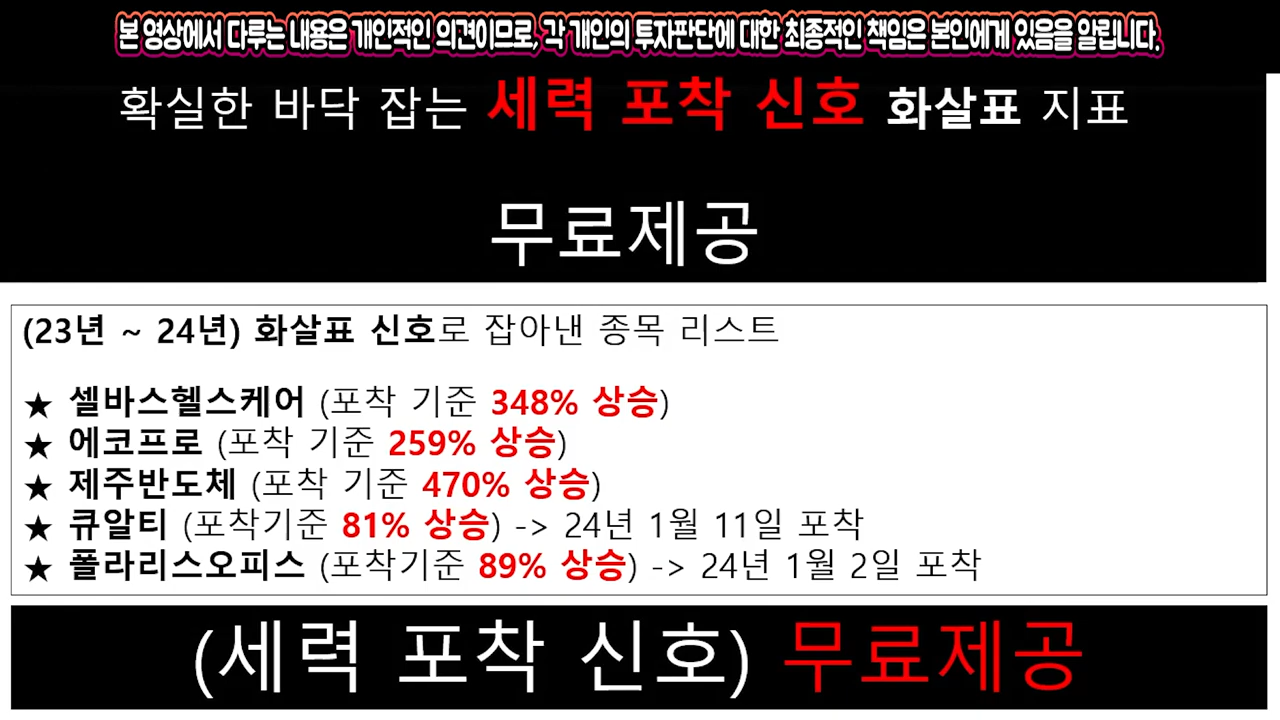 본 영상에서 다루는 내용은 개인적인 의견이므로, 각 개인의 투자판단에 대한 최종적인 책임은 본인에게 있음을 알립니다.
확실한 바닥 잡는 세력 포착 신호 화살표 지표
무료제공
(23년 ~ 24년) 화살표 신호로 잡아낸 종목 리스트
★ 셀바스헬스케어 (포착 기준 348% 상승)
★ 에코프로 (포착 기준 259% 상승)
★ 제주반도체 (포착 기준 470% 상승)
★ 큐알티 (포착기준 81% 상승) -> 24년 1월 11일 포착
★ 폴라리스오피스 (포착기준 89% 상승) -> 24년 1월 2일 포착
(세력 포착 신호) 무료제공